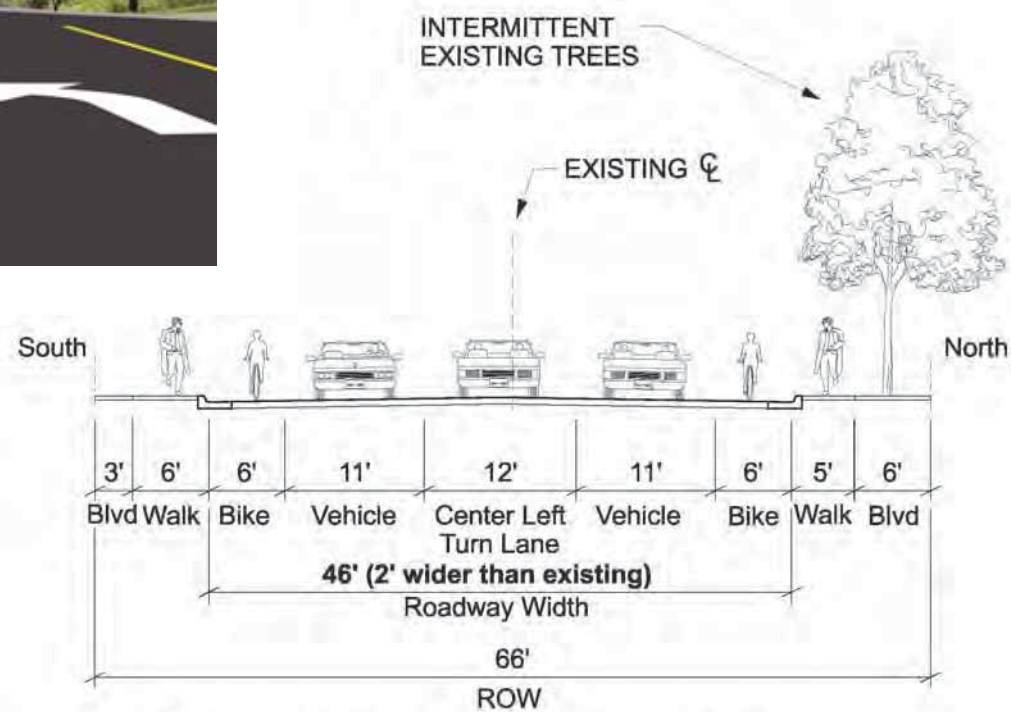 INTERMITTENT
EXISTING TREES
EXISTING ℄
South
North
3' 6' 6' 11' 12' 11' 6' 5' 6'
Blvd Walk Bike Vehicle Center Left Vehicle Bike Walk Blvd
Turn Lane
46' (2' wider than existing)
Roadway Width
66'
ROW